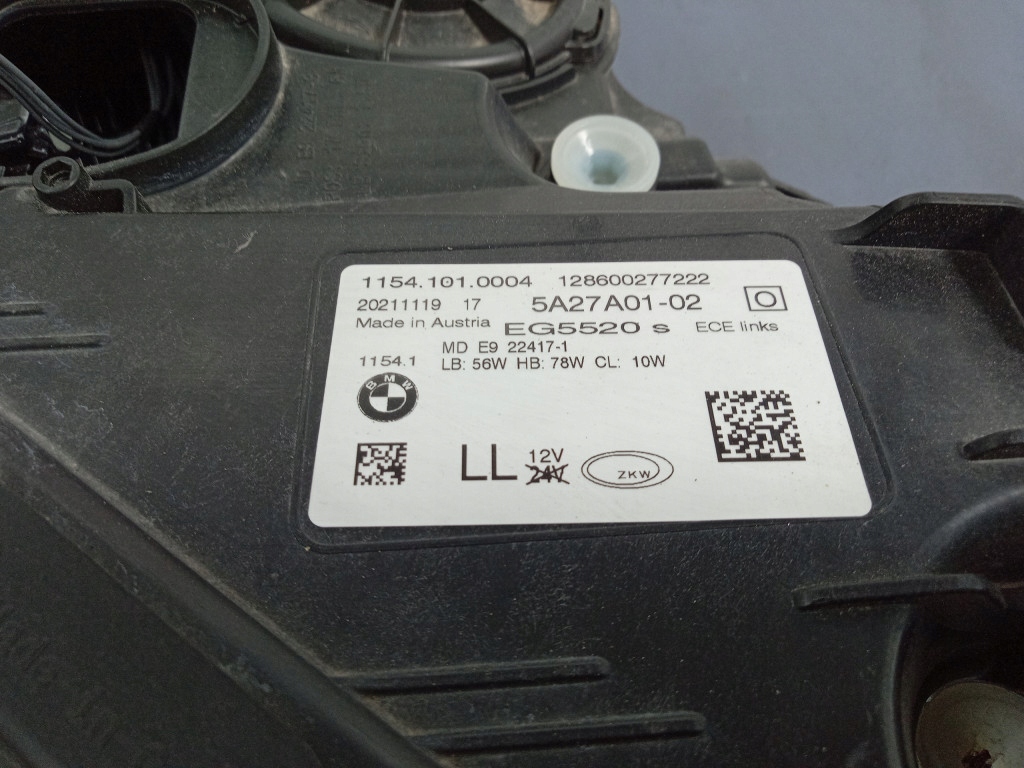 1154.101.0004 128600277222
20211119 17 5A27A01-02 O
Made in Austria EG5520 s ECE links
MD E9 22417-1
1154.1 LB: 56W HB: 78W CL: 10W
BMW
LL 12V
24V
ZKW